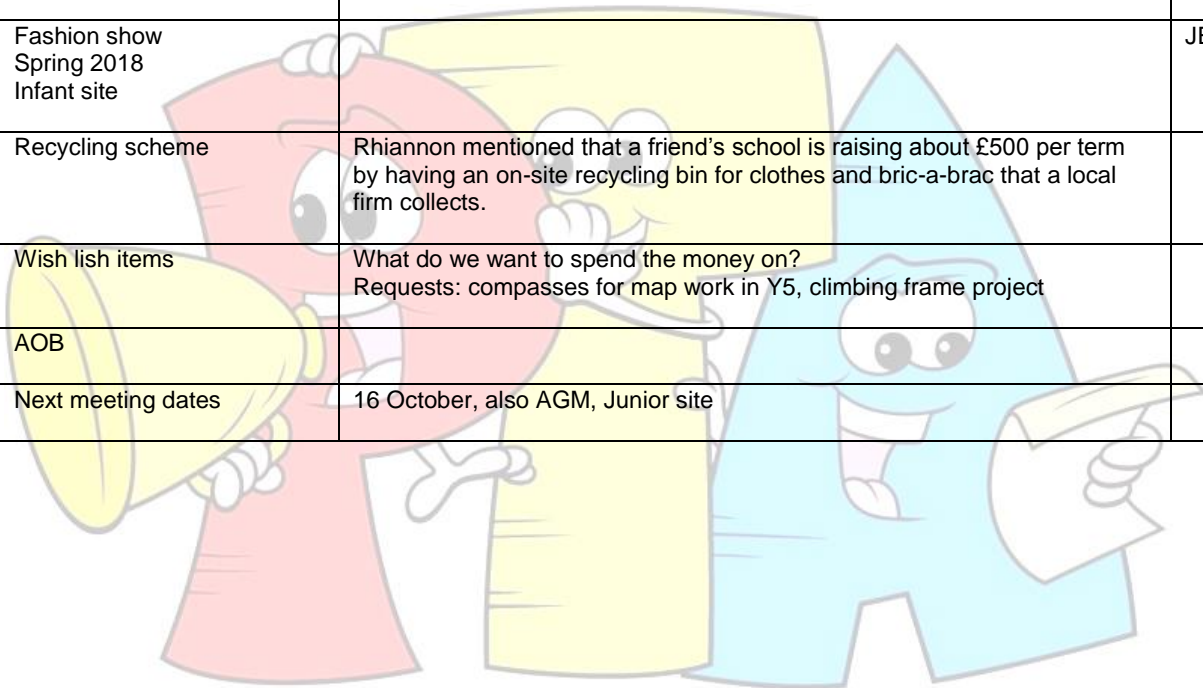 Fashion show
Spring 2018
Infant site
Recycling scheme
Rhiannon mentioned that a friend's school is raising about £500 per term
by having an on-site recycling bin for clothes and bric-a-brac that a local
firm collects.
Wish lish items
What do we want to spend the money on?
Requests: compasses for map work in Y5, climbing frame project
AOB
Next meeting dates
16 October, also AGM, Junior site
PTA